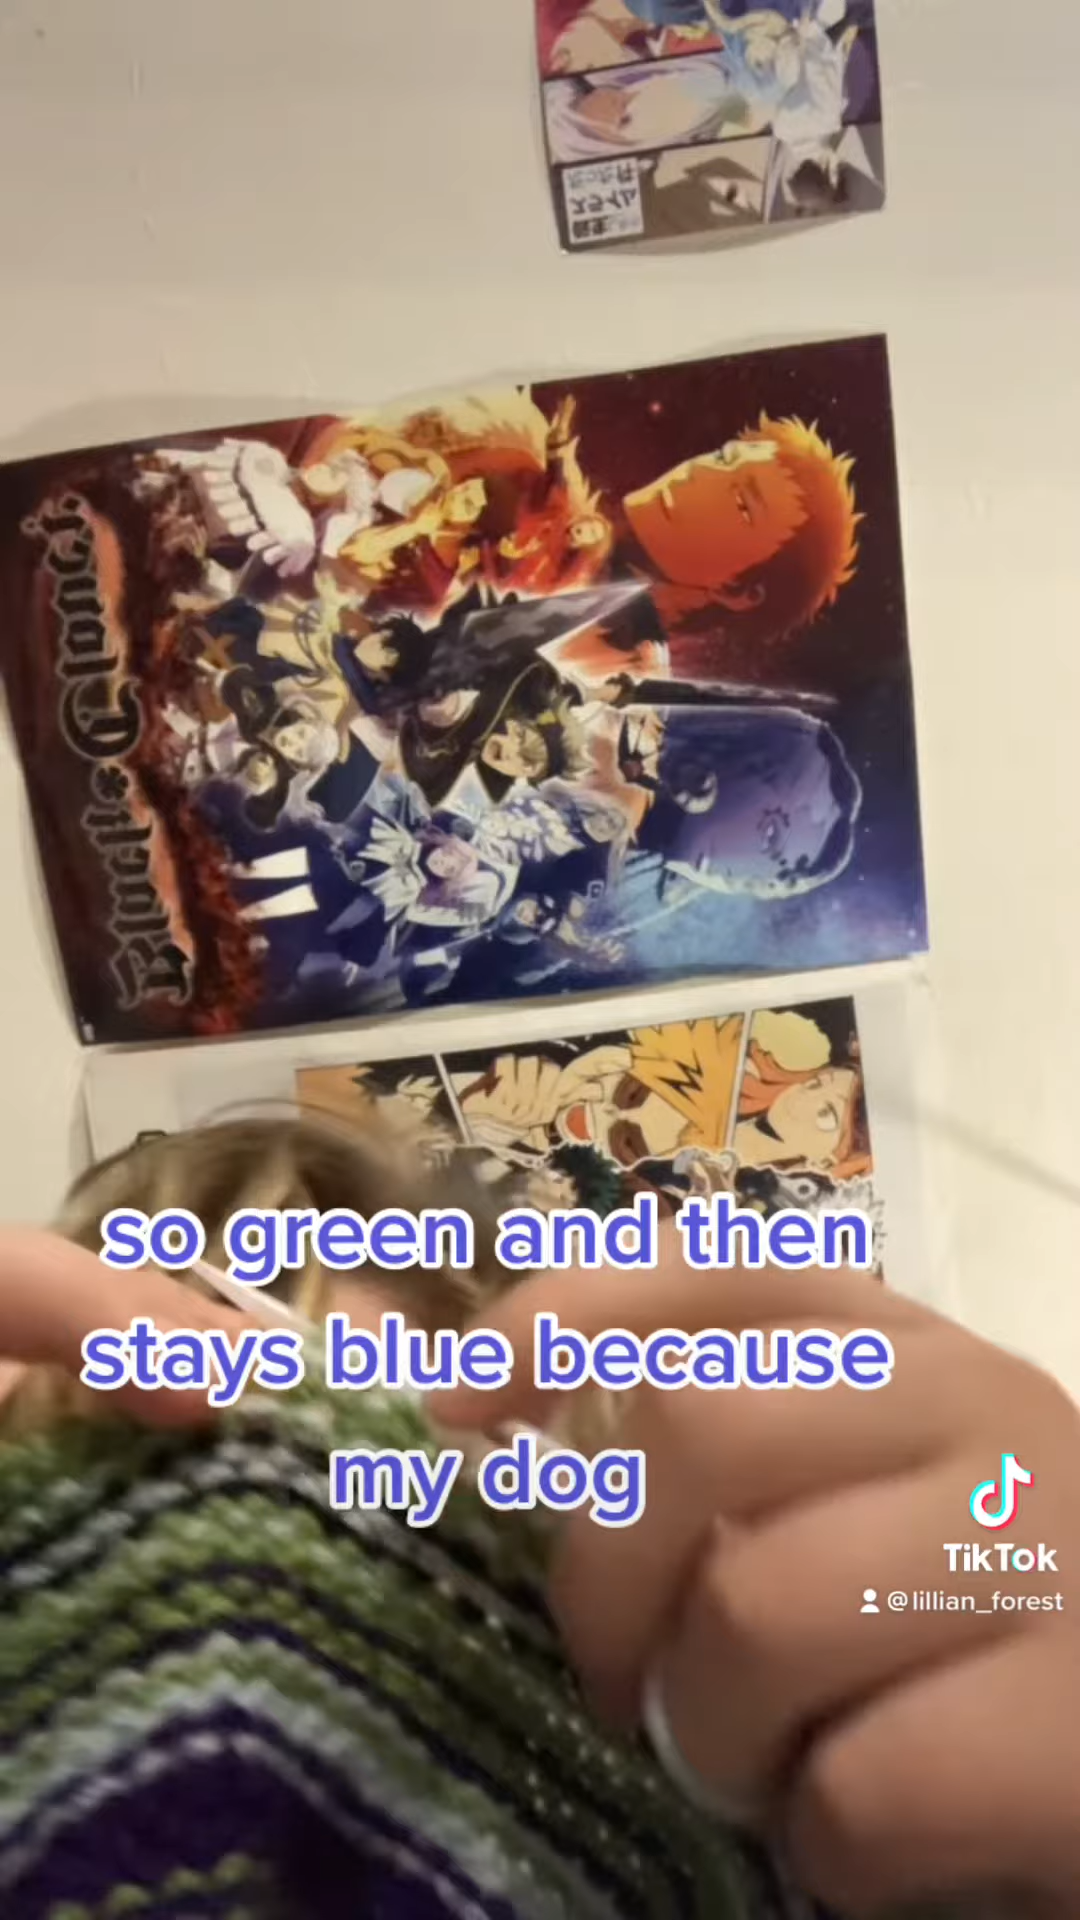 Black Clover
so green and then
stays blue because
my dog
TikTok
@lillian_forest